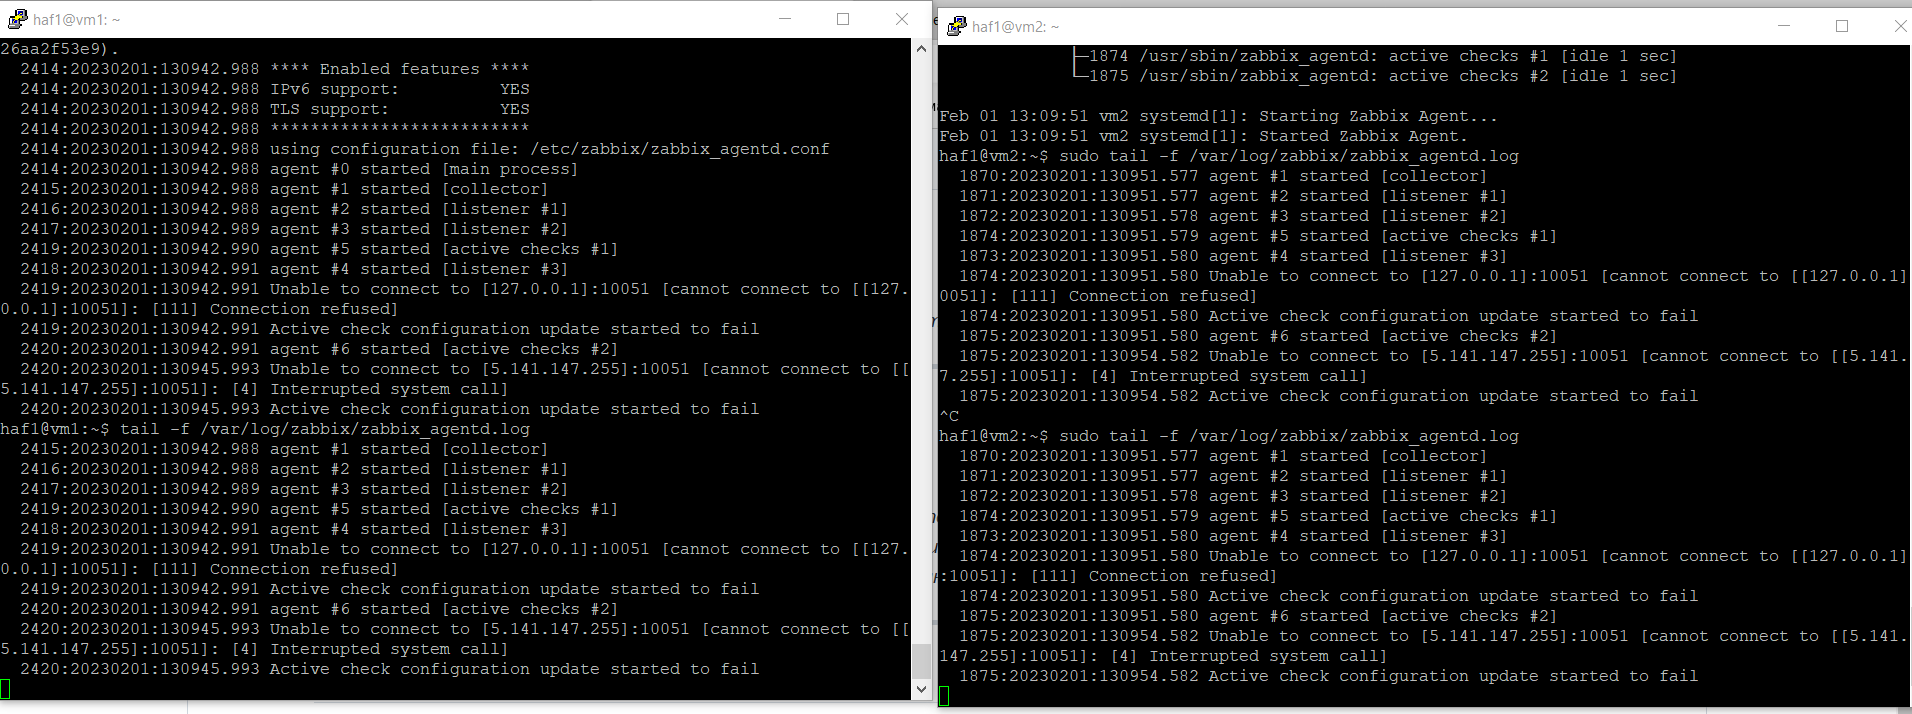 haf1@vm1: ~
26aa2f53e9).
2414:20230201:130942.988 **** Enabled features ****
2414:20230201:130942.988 IPv6 support:          YES
2414:20230201:130942.988 TLS support:           YES
2414:20230201:130942.988 **************************
2414:20230201:130942.988 using configuration file: /etc/zabbix/zabbix_agentd.conf
2414:20230201:130942.988 agent #0 started [main process]
2415:20230201:130942.988 agent #1 started [collector]
2416:20230201:130942.988 agent #2 started [listener #1]
2417:20230201:130942.989 agent #3 started [listener #2]
2419:20230201:130942.990 agent #5 started [active checks #1]
2418:20230201:130942.991 agent #4 started [listener #3]
2419:20230201:130942.991 Unable to connect to [127.0.0.1]:10051 [cannot connect to [[127.
0.0.1]:10051]: [111] Connection refused]
2419:20230201:130942.991 Active check configuration update started to fail
2420:20230201:130942.991 agent #6 started [active checks #2]
2420:20230201:130945.993 Unable to connect to [5.141.147.255]:10051 [cannot connect to [[
5.141.147.255]:10051]: [4] Interrupted system call]
2420:20230201:130945.993 Active check configuration update started to fail
haf1@vm1:~$ tail -f /var/log/zabbix/zabbix_agentd.log
2415:20230201:130942.988 agent #1 started [collector]
2416:20230201:130942.988 agent #2 started [listener #1]
2417:20230201:130942.989 agent #3 started [listener #2]
2419:20230201:130942.990 agent #5 started [active checks #1]
2418:20230201:130942.991 agent #4 started [listener #3]
2419:20230201:130942.991 Unable to connect to [127.0.0.1]:10051 [cannot connect to [[127.
0.0.1]:10051]: [111] Connection refused]
2419:20230201:130942.991 Active check configuration update started to fail
2420:20230201:130942.991 agent #6 started [active checks #2]
2420:20230201:130945.993 Unable to connect to [5.141.147.255]:10051 [cannot connect to [[
5.141.147.255]:10051]: [4] Interrupted system call]
2420:20230201:130945.993 Active check configuration update started to fail
haf1@vm2: ~
├─1874 /usr/sbin/zabbix_agentd: active checks #1 [idle 1 sec]
└─1875 /usr/sbin/zabbix_agentd: active checks #2 [idle 1 sec]
Feb 01 13:09:51 vm2 systemd[1]: Starting Zabbix Agent...
Feb 01 13:09:51 vm2 systemd[1]: Started Zabbix Agent.
haf1@vm2:~$ sudo tail -f /var/log/zabbix/zabbix_agentd.log
1870:20230201:130951.577 agent #1 started [collector]
1871:20230201:130951.577 agent #2 started [listener #1]
1872:20230201:130951.578 agent #3 started [listener #2]
1874:20230201:130951.579 agent #5 started [active checks #1]
1873:20230201:130951.580 agent #4 started [listener #3]
1874:20230201:130951.580 Unable to connect to [127.0.0.1]:10051 [cannot connect to [[127.0.0.1]
0051]: [111] Connection refused]
1874:20230201:130951.580 Active check configuration update started to fail
1875:20230201:130951.580 agent #6 started [active checks #2]
1875:20230201:130954.582 Unable to connect to [5.141.147.255]:10051 [cannot connect to [[5.141.
7.255]:10051]: [4] Interrupted system call]
1875:20230201:130954.582 Active check configuration update started to fail
^C
haf1@vm2:~$ sudo tail -f /var/log/zabbix/zabbix_agentd.log
1870:20230201:130951.577 agent #1 started [collector]
1871:20230201:130951.577 agent #2 started [listener #1]
1872:20230201:130951.578 agent #3 started [listener #2]
1874:20230201:130951.579 agent #5 started [active checks #1]
1873:20230201:130951.580 agent #4 started [listener #3]
1874:20230201:130951.580 Unable to connect to [127.0.0.1]:10051 [cannot connect to [[127.0.0.1]
:10051]: [111] Connection refused]
1874:20230201:130951.580 Active check configuration update started to fail
1875:20230201:130951.580 agent #6 started [active checks #2]
1875:20230201:130954.582 Unable to connect to [5.141.147.255]:10051 [cannot connect to [[5.141.
147.255]:10051]: [4] Interrupted system call]
1875:20230201:130954.582 Active check configuration update started to fail